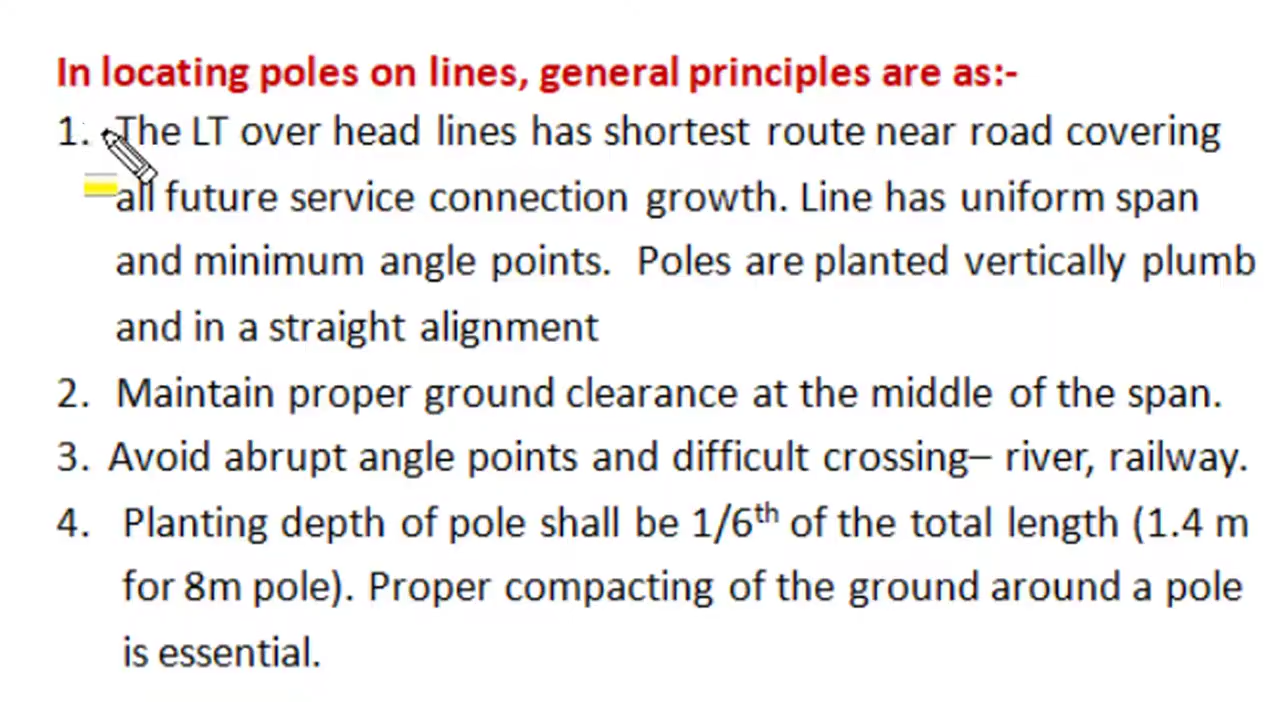 In locating poles on lines, general principles are as:-
1. The LT over head lines has shortest route near road covering
all future service connection growth. Line has uniform span
and minimum angle points. Poles are planted vertically plumb
and in a straight alignment
2. Maintain proper ground clearance at the middle of the span.
3. Avoid abrupt angle points and difficult crossing– river, railway.
4. Planting depth of pole shall be 1/6th of the total length (1.4 m
for 8m pole). Proper compacting of the ground around a pole
is essential.